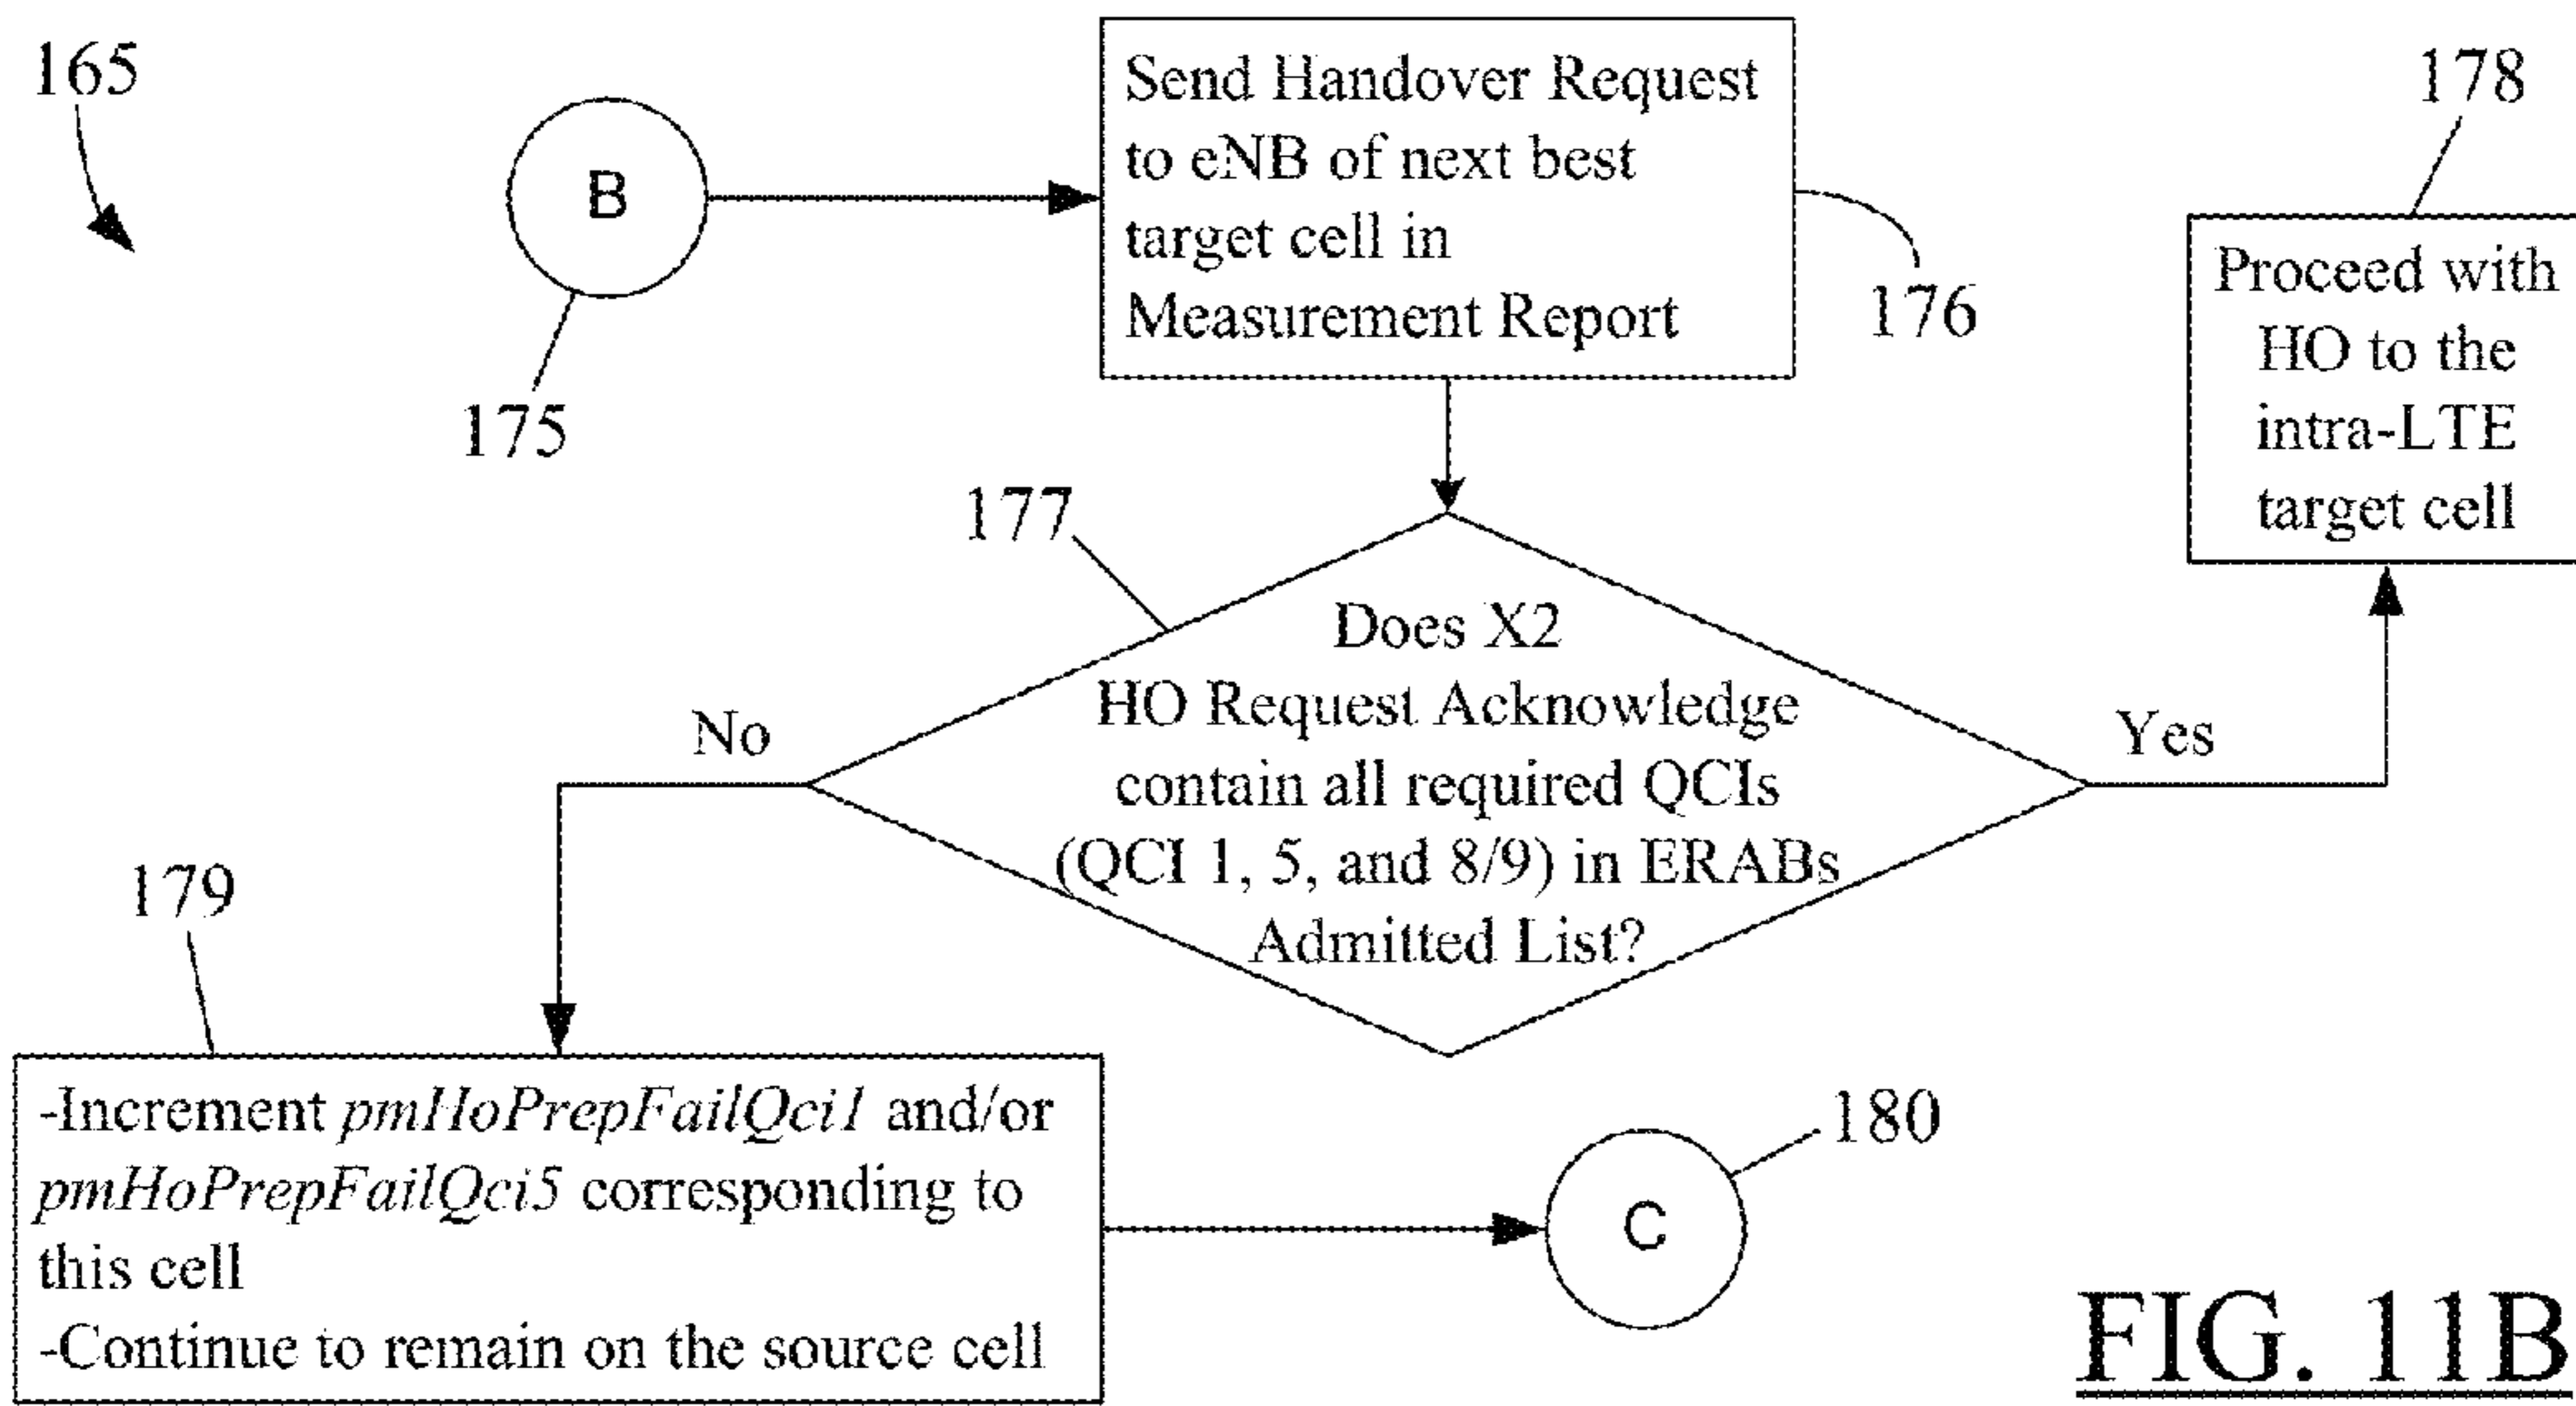 165
B
175
Send Handover Request
to eNB of next best
target cell in
Measurement Report
176
178
Proceed with
HO to the
intra-LTE
target cell
177
Does X2
HO Request Acknowledge
contain all required QCIs
(QCI 1, 5, and 8/9) in ERABs
Admitted List?
No
Yes
179
-Increment pmHoPrepFailQci1 and/or
pmHoPrepFailQci5 corresponding to
this cell
-Continue to remain on the source cell
C
180
FIG. 11B